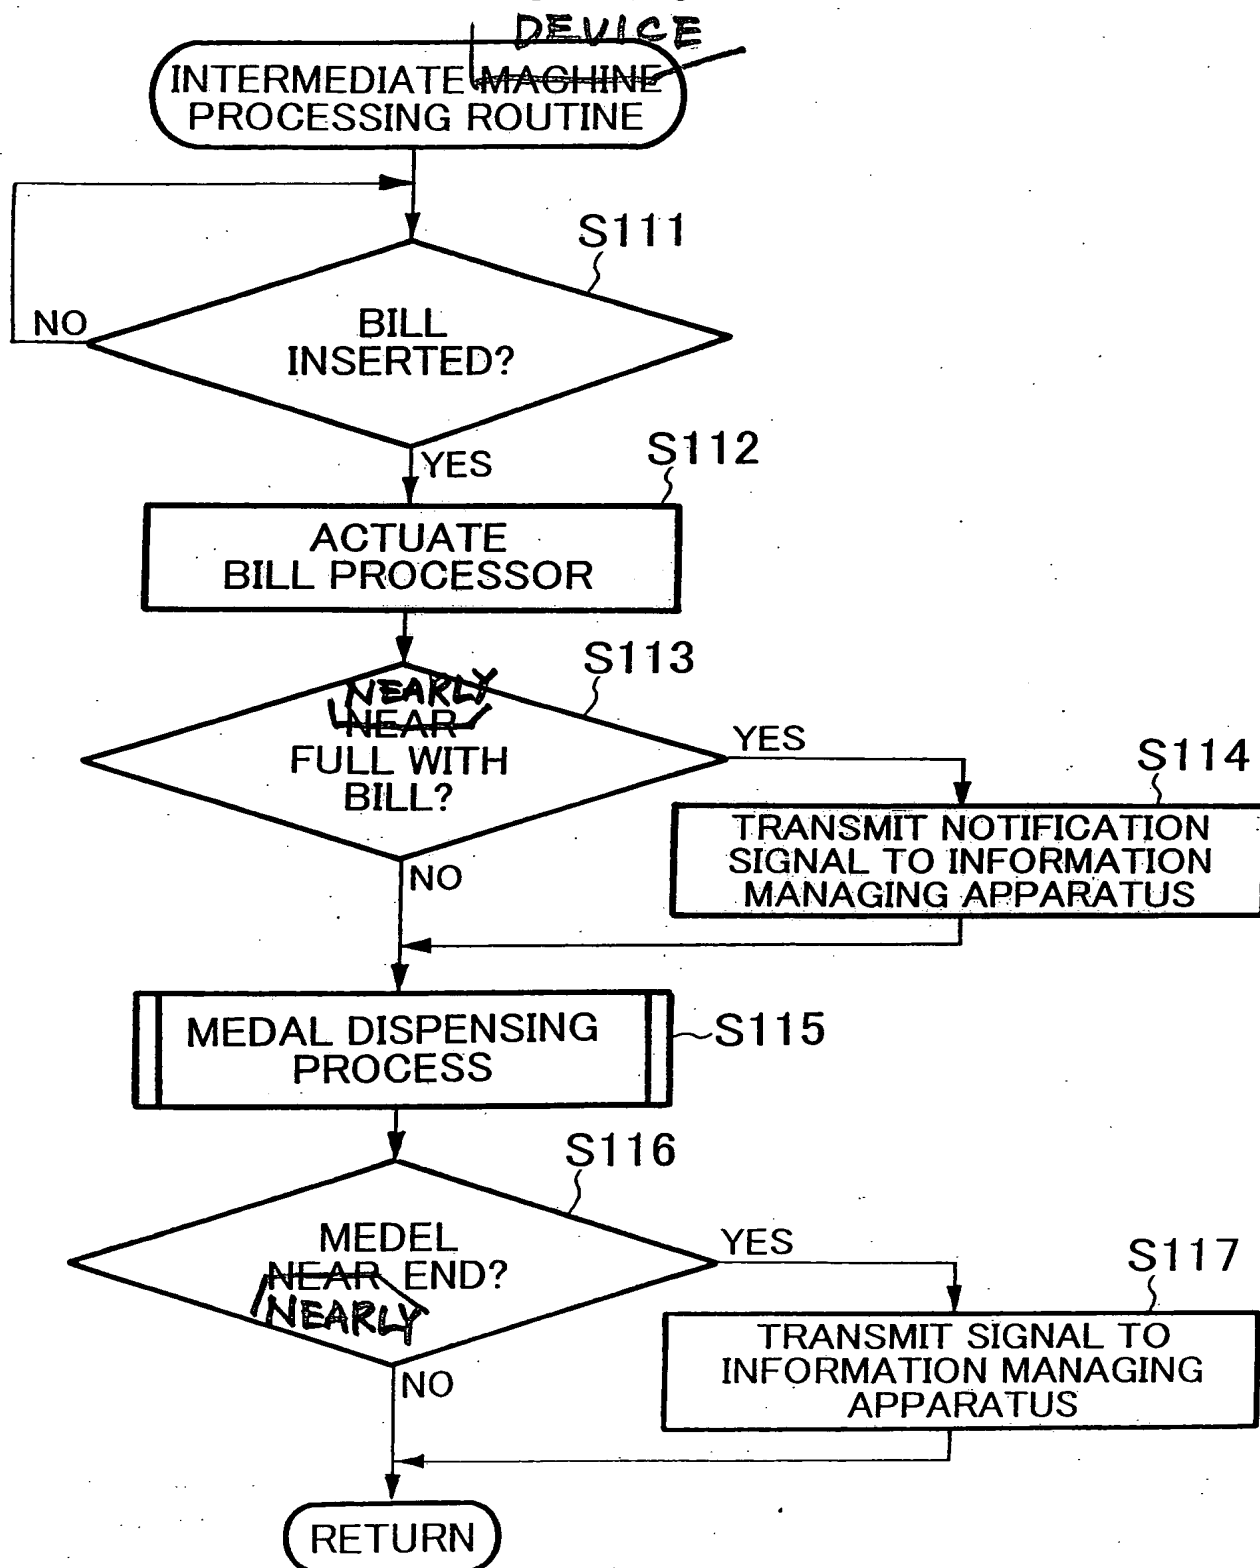 DEVICE
INTERMEDIATE MACHINE
PROCESSING ROUTINE
S111
NO
BILL
INSERTED?
YES
S112
ACTUATE
BILL PROCESSOR
S113
NEARLY
NEAR
FULL WITH
BILL?
YES
S114
TRANSMIT NOTIFICATION
SIGNAL TO INFORMATION
MANAGING APPARATUS
NO
MEDAL DISPENSING
PROCESS
S115
S116
MEDEL
NEAR END?
NEARLY
YES
S117
TRANSMIT SIGNAL TO
INFORMATION MANAGING
APPARATUS
NO
RETURN